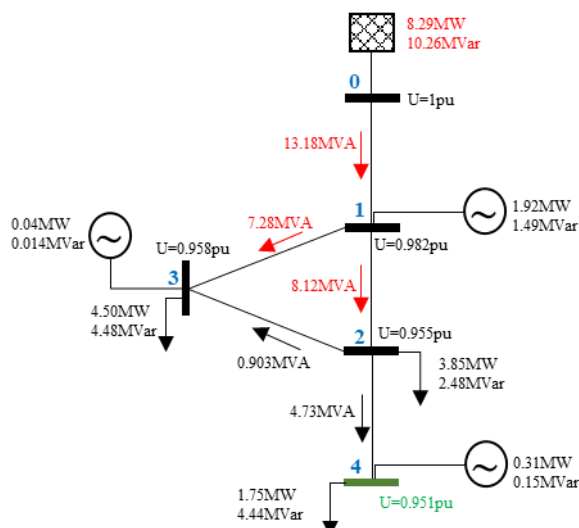 8.29MW
10.26MVar
0
U=1pu
13.18MVA
1
1.92MW
1.49MVar
0.04MW
0.014MVar
7.28MVA
U=0.958pu
U=0.982pu
3
8.12MVA
4.50MW
4.48MVar
2
U=0.955pu
0.903MVA
3.85MW
2.48MVar
4.73MVA
4
0.31MW
0.15MVar
1.75MW
4.44MVar
U=0.951pu